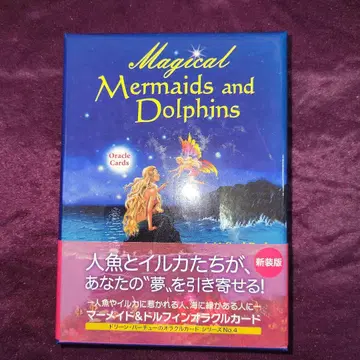 Magical
Mermaids and
Dolphins
Oracle
Cards
人魚とイルカたちが、
あなたの"夢"を引き寄せる!
新装版
―人魚やイルカに惹かれる人、海に縁がある人に―
マーメイド&ドルフィンオラクルカード
ドリーン・バーチューのオラクルカード シリーズ No.4